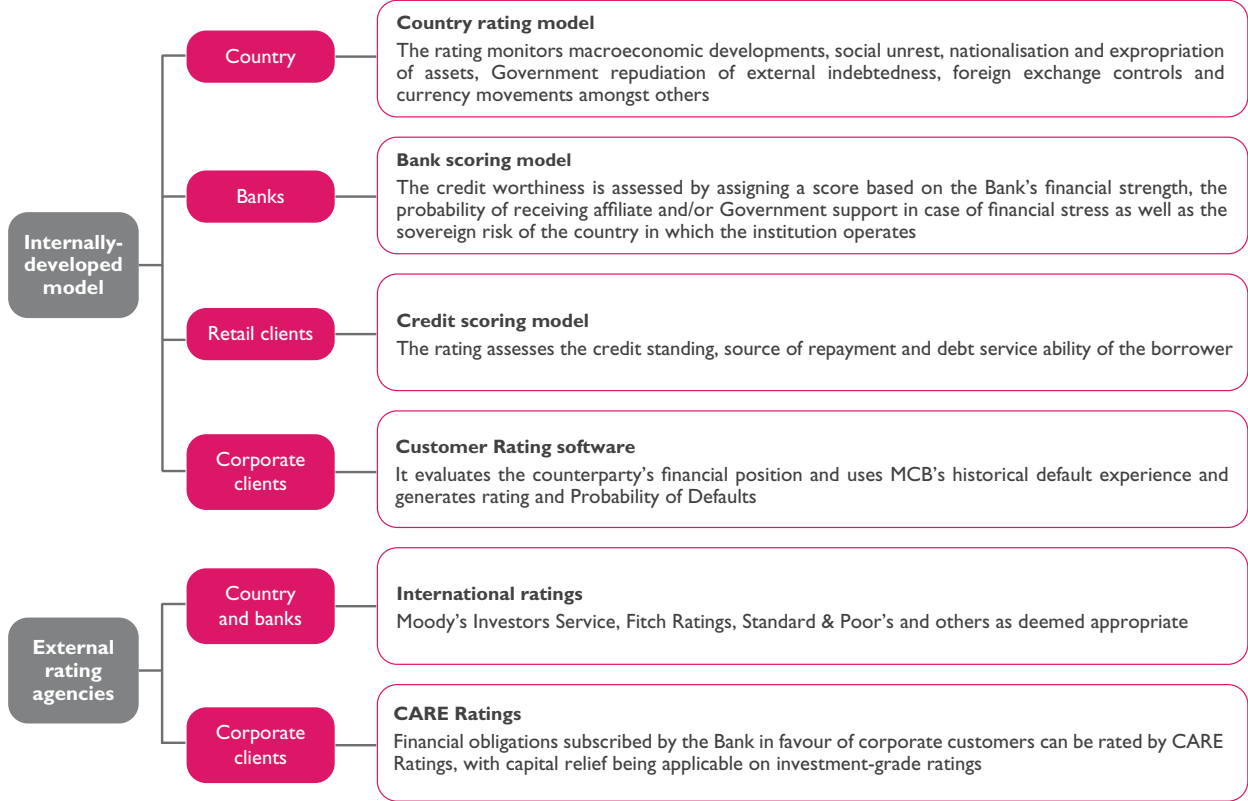 Internally-
developed
model
Country
Country rating model
The rating monitors macroeconomic developments, social unrest, nationalisation and expropriation
of assets, Government repudiation of external indebtedness, foreign exchange controls and
currency movements amongst others
Banks
Bank scoring model
The credit worthiness is assessed by assigning a score based on the Bank's financial strength, the
probability of receiving affiliate and/or Government support in case of financial stress as well as the
sovereign risk of the country in which the institution operates
Retail clients
Credit scoring model
The rating assesses the credit standing, source of repayment and debt service ability of the borrower
Corporate
clients
Customer Rating software
It evaluates the counterparty's financial position and uses MCB's historical default experience and
generates rating and Probability of Defaults
External
rating
agencies
Country
and banks
International ratings
Moody's Investors Service, Fitch Ratings, Standard & Poor's and others as deemed appropriate
Corporate
clients
CARE Ratings
Financial obligations subscribed by the Bank in favour of corporate customers can be rated by CARE
Ratings, with capital relief being applicable on investment-grade ratings